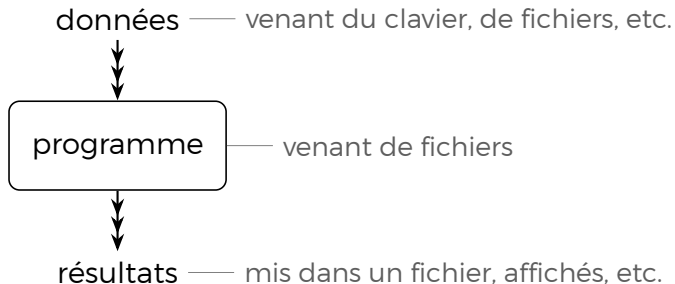 données venant du clavier, de fichiers, etc.
programme venant de fichiers
résultats mis dans un fichier, affichés, etc.